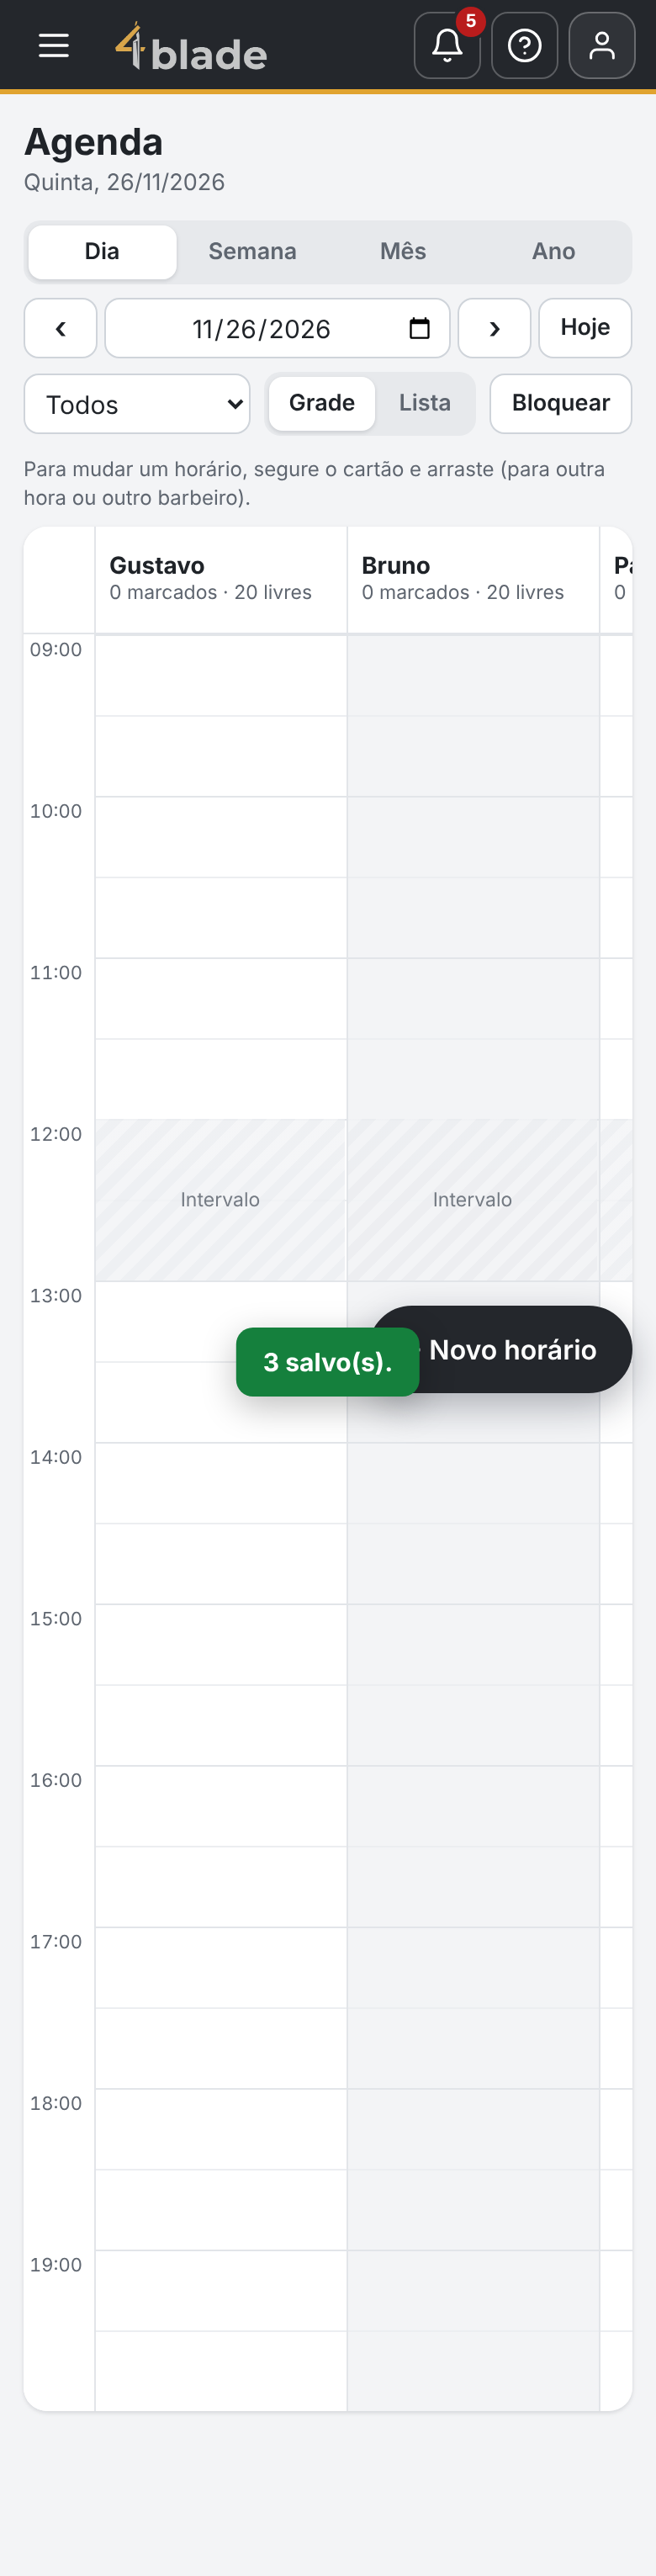 4blade
5
Agenda
Quinta, 26/11/2026
Dia
Semana
Mês
Ano
‹
11/26/2026
›
Hoje
Todos
Grade
Lista
Bloquear
Para mudar um horário, segure o cartão e arraste (para outra
hora ou outro barbeiro).
Gustavo
0 marcados · 20 livres
Bruno
0 marcados · 20 livres
0
09:00
10:00
11:00
12:00
Intervalo
Intervalo
13:00
3 salvo(s).
Novo horário
14:00
15:00
16:00
17:00
18:00
19:00